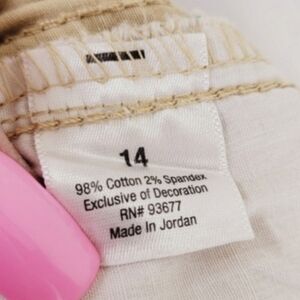 14
98% Cotton 2% Spandex
Exclusive of Decoration
RN# 93677
Made In Jordan